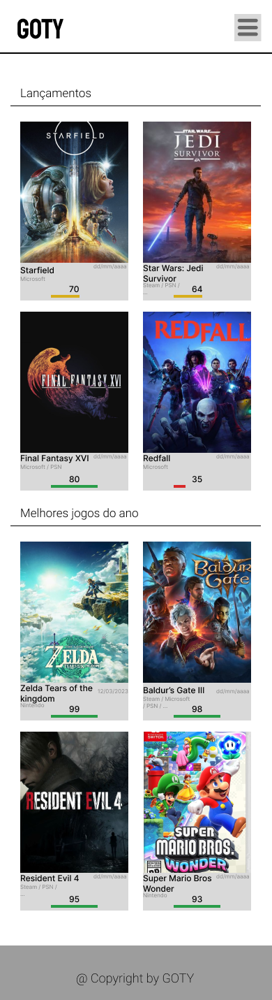 GOTY
Lançamentos
STARFIELD
Starfield
dd/mm/aaaa
Microsoft
70
STAR WARS
JEDI
SURVIVOR
EA
Star Wars: Jedi
Survivor
dd/mm/aaaa
Steam / PSN /
...
64
FINAL FANTASY XVI
Final Fantasy XVI
dd/mm/aaaa
Microsoft / PSN
80
REDFALL
Redfall
dd/mm/aaaa
Microsoft
35
Melhores jogos do ano
THE LEGEND OF
ZELDA
TEARS OF THE KINGDOM
Zelda Tears of the
kingdom
12/03/2023
Nintendo
99
Baldur's
Gate
Baldur’s Gate III
dd/mm/aaaa
Steam / Microsoft
/ PSN / ...
98
RESIDENT EVIL 4
Resident Evil 4
dd/mm/aaaa
Steam / PSN /
...
95
NINTENDO
SWITCH
SUPER
MARIO BROS.
WONDER
Super Mario Bros
Wonder
dd/mm/aaaa
Nintendo
93
@ Copyright by GOTY